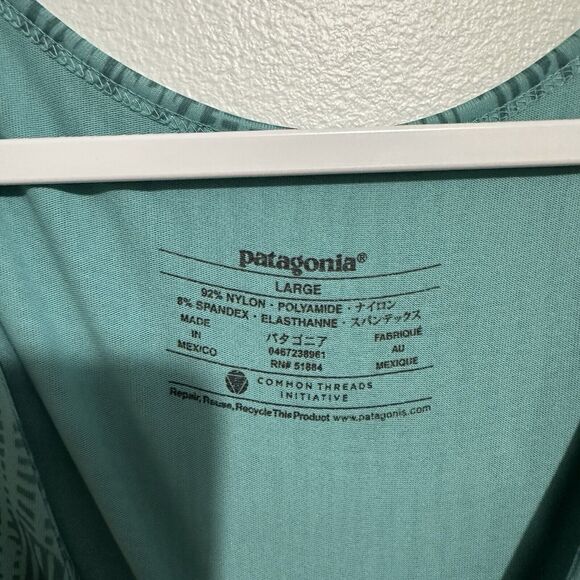 patagonia®
LARGE
92% NYLON · POLYAMIDE · ナイロン
8% SPANDEX · ELASTHANNE · スパンデックス
MADE IN MEXICO
パタゴニア
0467238961
RN# 51884
FABRIQUÉ AU MEXIQUE
COMMON THREADS
INITIATIVE
Repair, Reuse, Recycle This Product www.patagonia.com